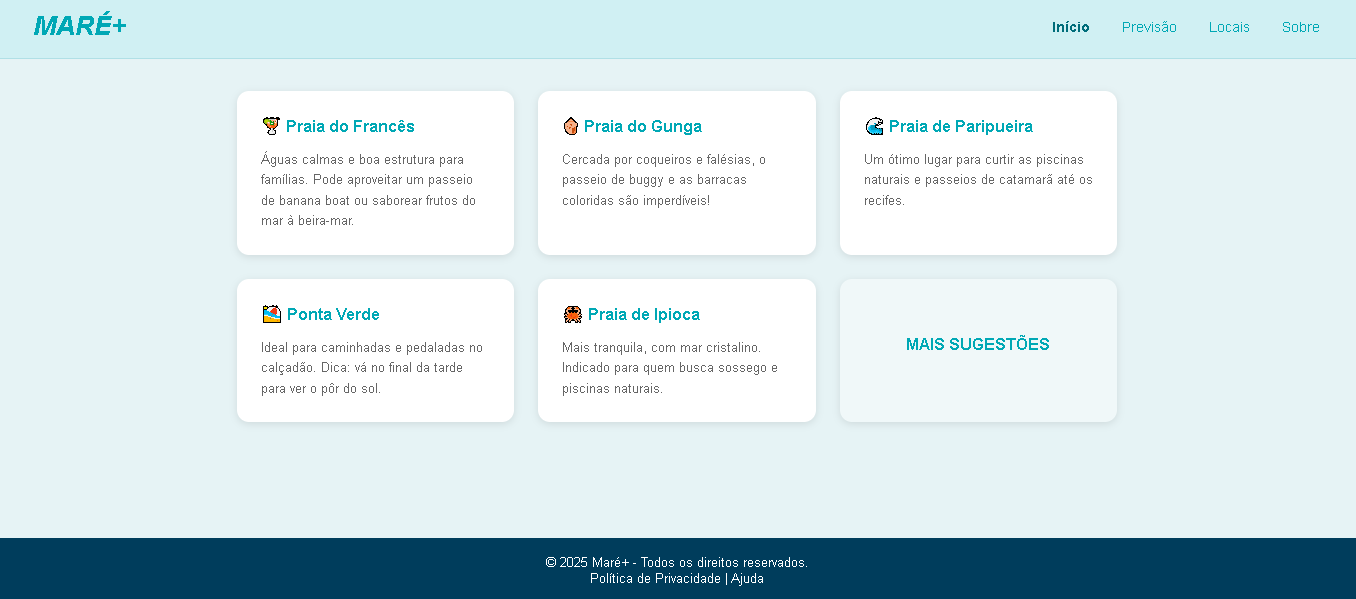 MARÉ+
Início Previsão Locais Sobre
Praia do Francês
Águas calmas e boa estrutura para
famílias. Pode aproveitar um passeio
de banana boat ou saborear frutos do
mar à beira-mar.
Praia do Gunga
Cercada por coqueiros e falésias, o
passeio de buggy e as barracas
coloridas são imperdíveis!
Praia de Paripueira
Um ótimo lugar para curtir as piscinas
naturais e passeios de catamarã até os
recifes.
Ponta Verde
Ideal para caminhadas e pedaladas no
calçadão. Dica: vá no final da tarde
para ver o pôr do sol.
Praia de Ipioca
Mais tranquila, com mar cristalino.
Indicado para quem busca sossego e
piscinas naturais.
MAIS SUGESTÕES
© 2025 Maré+ - Todos os direitos reservados.
Política de Privacidade | Ajuda